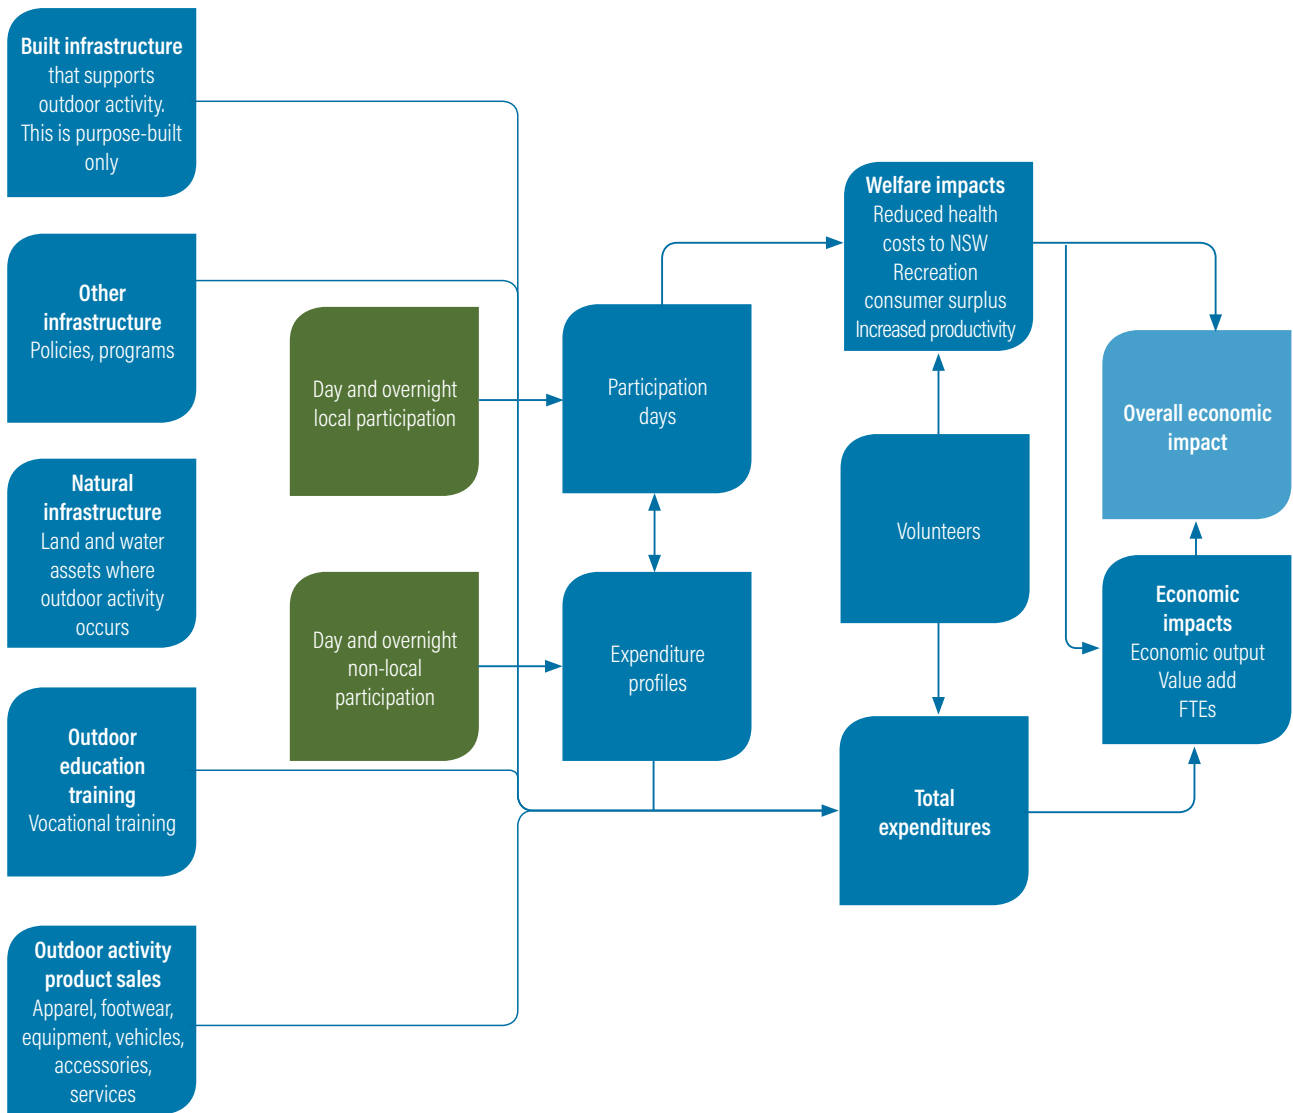 Built infrastructure
that supports
outdoor activity.
This is purpose-built
only
Other
infrastructure
Policies, programs
Natural
infrastructure
Land and water
assets where
outdoor activity
occurs
Outdoor
education
training
Vocational training
Outdoor activity
product sales
Apparel, footwear,
equipment, vehicles,
accessories,
services
Day and overnight
local participation
Day and overnight
non-local
participation
Participation
days
Expenditure
profiles
Welfare impacts
Reduced health
costs to NSW
Recreation
consumer surplus
Increased productivity
Volunteers
Total
expenditures
Overall economic
impact
Economic
impacts
Economic output
Value add
FTEs